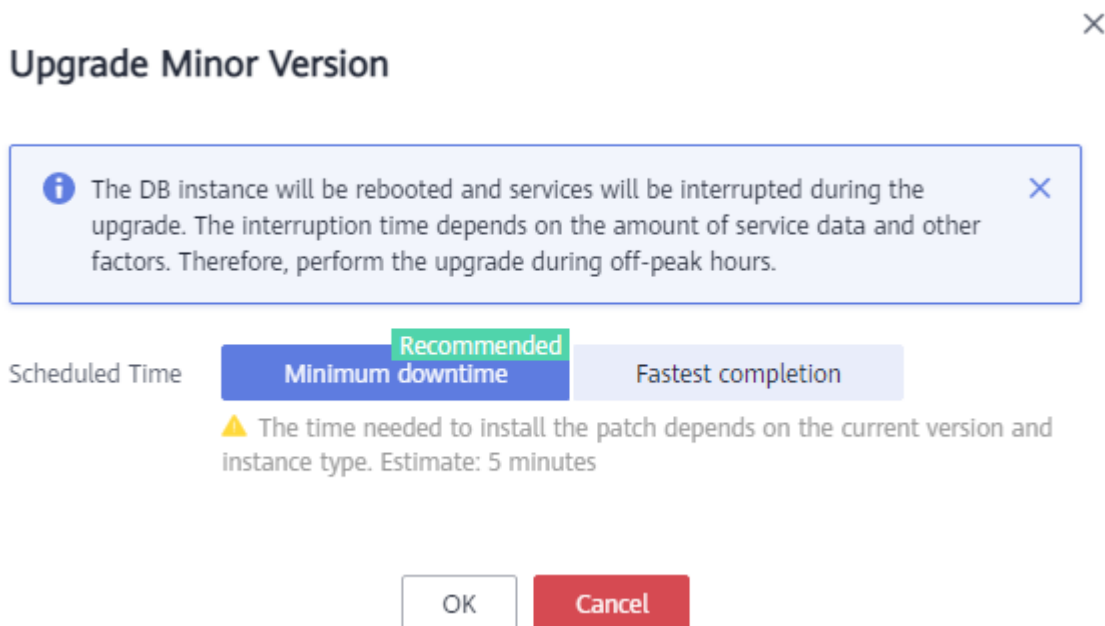 Upgrade Minor Version
The DB instance will be rebooted and services will be interrupted during the
upgrade. The interruption time depends on the amount of service data and other
factors. Therefore, perform the upgrade during off-peak hours.
Recommended
Scheduled Time Minimum downtime Fastest completion
The time needed to install the patch depends on the current version and
instance type. Estimate: 5 minutes
OK Cancel